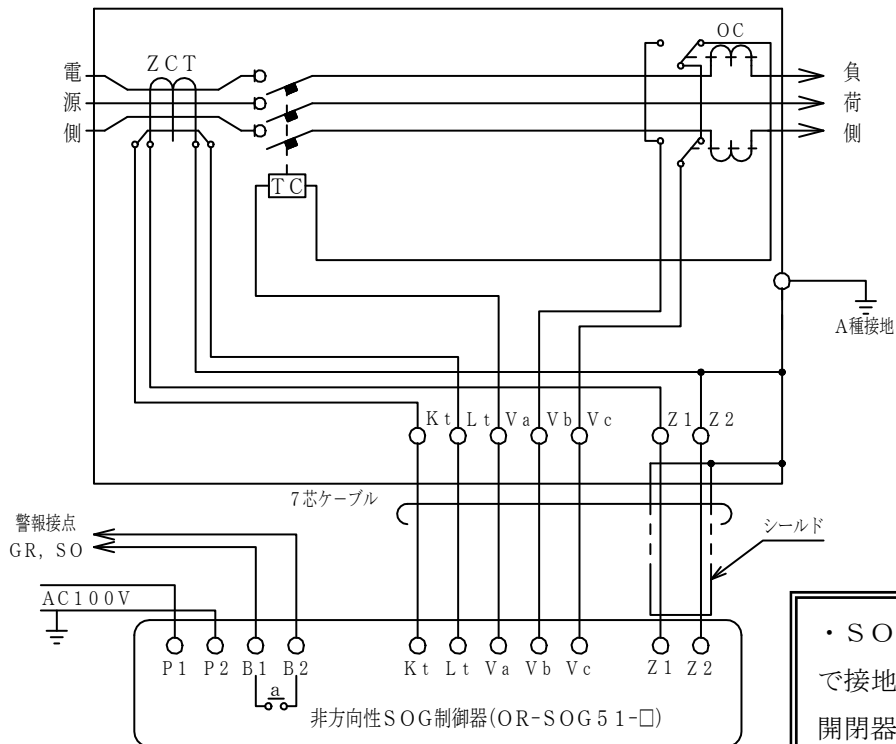 ZCT
OC
電
源
側
負
荷
側
TC
A種接地
Kt Lt Va Vb Vc Z1 Z2
7芯ケーブル
警報接点
GR, SO
シールド
AC100V
P1 P2 B1 B2 Kt Lt Va Vb Vc Z1 Z2
a
非方向性SOG制御器(OR-SOG51-□)
・SO
で接地
開閉器